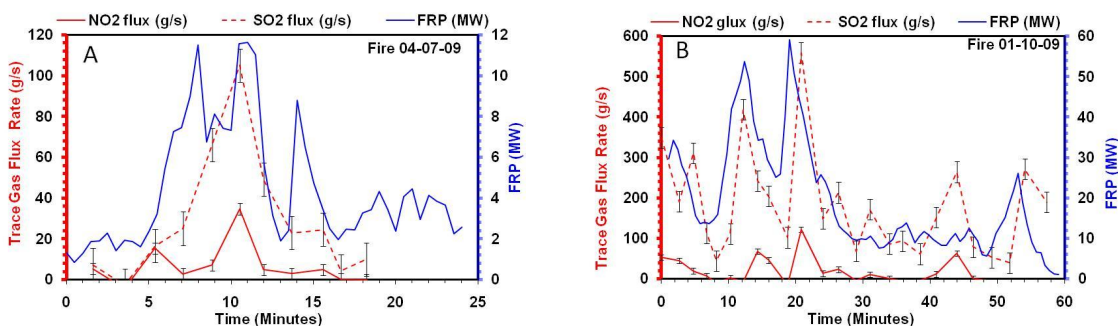 NO2 flux (g/s) SO2 flux (g/s) FRP (MW)
A
Fire 04-07-09
120
100
80
60
40
20
0
Trace Gas Flux Rate (g/s)
12
10
8
6
4
2
0
FRP (MW)
0 5 10 15 20 25
Time (Minutes)
NO2 glux (g/s) SO2 flux (g/s) FRP (MW)
B
Fire 01-10-09
600
500
400
300
200
100
0
Trace Gas Flux Rate (g/s)
60
50
40
30
20
10
0
FRP (MW)
0 10 20 30 40 50 60
Time (Minutes)